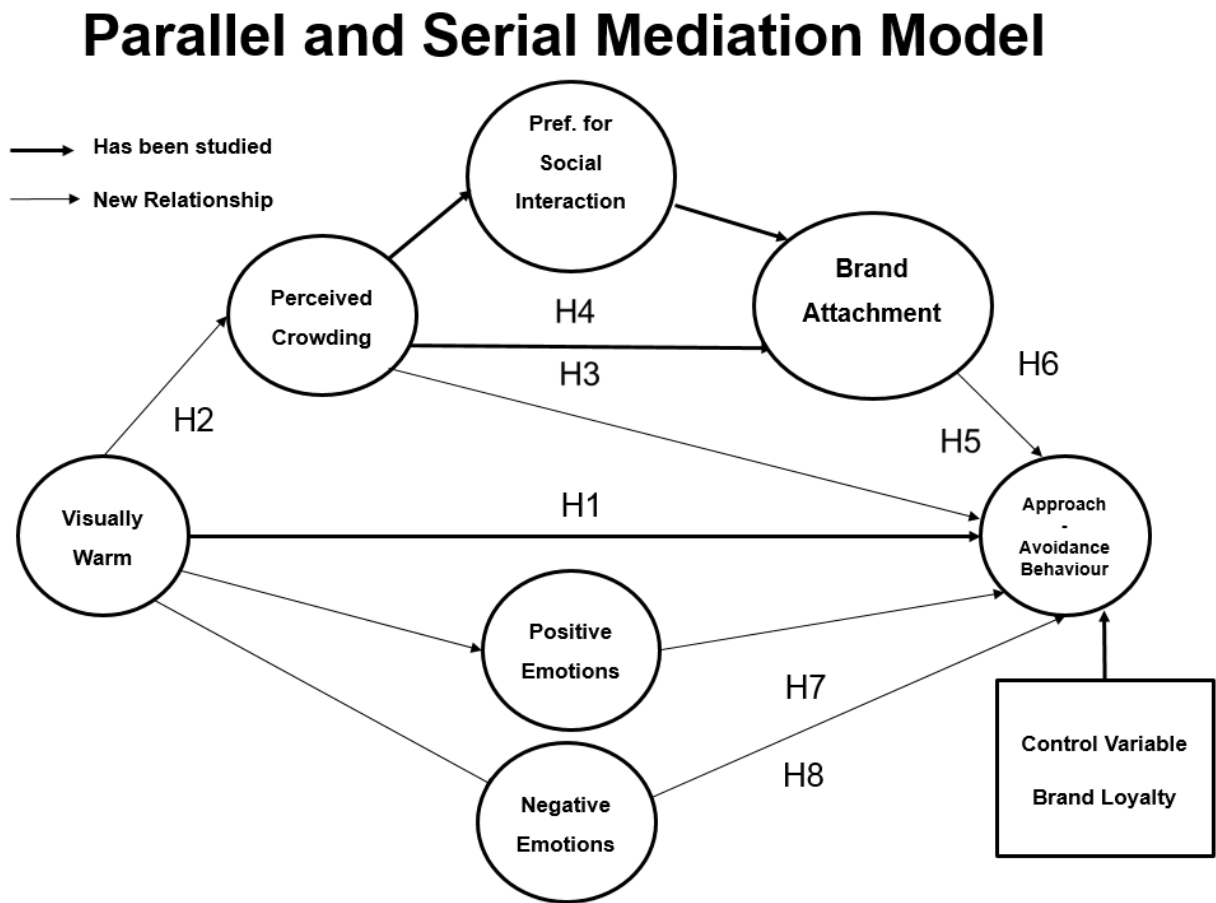 Parallel and Serial Mediation Model
Has been studied
New Relationship
Pref. for
Social
Interaction
Perceived
Crowding
Brand
Attachment
H4
H3
H6
H2
H5
H1
Visually
Warm
Approach
-
Avoidance
Behaviour
Positive
Emotions
H7
H8
Negative
Emotions
Control Variable
Brand Loyalty